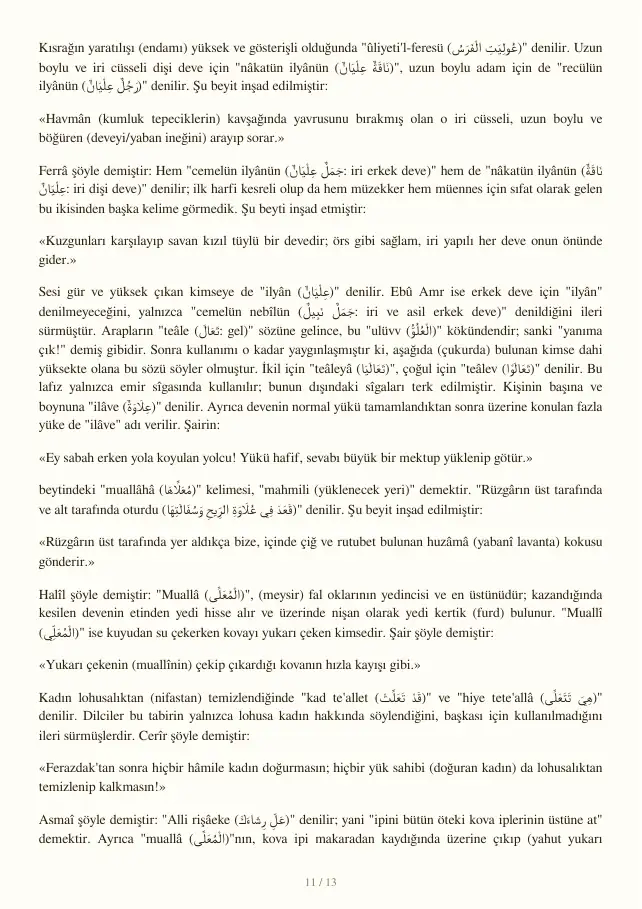 Kısrağın yaratılışı (endamı) yüksek ve gösterişli olduğunda "ûliyeti'l-feresü (عُولِيَتِ الْفَرَسُ)" denilir. Uzun
boylu ve iri cüsseli dişi deve için "nâkatün ilyânün (نَاقَةٌ عِلْيَانٌ)", uzun boylu adam için de "recülün
ilyânün (رَجُلٌ عِلْيَانٌ)" denilir. Şu beyit inşad edilmiştir:
«Havmân (kumluk tepeciklerin) kavşağında yavrusunu bırakmış olan o iri cüsseli, uzun boylu ve
böğüren (deveyi/yaban ineğini) arayıp sorar.»
Ferrâ şöyle demiştir: Hem "cemelün ilyânün (جَمَلٌ عِلْيَانٌ: iri erkek deve)" hem de "nâkatün ilyânün (نَاقَةٌ
عِلْيَانٌ: iri dişi deve)" denilir; ilk harfi kesreli olup da hem müzekker hem müennes için sıfat olarak gelen
bu ikisinden başka kelime görmedik. Şu beyti inşad etmiştir:
«Kuzgunları karşılayıp savan kızıl tüylü bir devedir; örs gibi sağlam, iri yapılı her deve onun önünde
gider.»
Sesi gür ve yüksek çıkan kimseye de "ilyân (عِلْيَانٌ)" denilir. Ebû Amr ise erkek deve için "ilyan"
denilmeyeceğini, yalnızca "cemelün nebîlün (جَمَلٌ نَبِيلٌ: iri ve asil erkek deve)" denildiğini ileri
sürmüştür. Arapların "teâle (تَعَالَ: gel)" sözüne gelince, bu "ulüvv (الْعُلُوُّ)" kökündendir; sanki "yanıma
çık!" demiş gibidir. Sonra kullanımı o kadar yaygınlaşmıştır ki, aşağıda (çukurda) bulunan kimse dahi
yüksekte olana bu sözü söyler olmuştur. İkil için "teâleyâ (تَعَالَيَا)", çoğul için "teâlev (تَعَالَوْا)" denilir. Bu
lafız yalnızca emir sîgasında kullanılır; bunun dışındaki sîgaları terk edilmiştir. Kişinin başına ve
boynuna "ilâve (عِلَاوَةٌ)" denilir. Ayrıca devenin normal yükü tamamlandıktan sonra üzerine konulan fazla
yüke de "ilâve" adı verilir. Şairin:
«Ey sabah erken yola koyulan yolcu! Yükü hafif, sevabı büyük bir mektup yüklenip götür.»
beytindeki "muallâhâ (مُعَلَّاهَا)" kelimesi, "mahmili (yüklenecek yeri)" demektir. "Rüzgârın üst tarafında
ve alt tarafında oturdu (قَعَدَ فِي عُلَاوَةِ الرِّيحِ وَسُفَالَتِهَا)" denilir. Şu beyit inşad edilmiştir:
«Rüzgârın üst tarafında yer aldıkça bize, içinde çiğ ve rutubet bulunan huzâmâ (yabanî lavanta) kokusu
gönderir.»
Halîl şöyle demiştir: "Muallâ (الْمُعَلَّى)", (meysir) fal oklarının yedincisi ve en üstünüdür; kazandığında
kesilen devenin etinden yedi hisse alır ve üzerinde nişan olarak yedi kertik (furd) bulunur. "Muallî
(الْمُعَلِّي)" ise kuyudan su çekerken kovayı yukarı çeken kimsedir. Şair şöyle demiştir:
«Yukarı çekenin (muallînin) çekip çıkardığı kovanın hızla kayışı gibi.»
Kadın lohusalıktan (nifastan) temizlendiğinde "kad te'allet (قَدْ تَعَلَّتْ)" ve "hiye tete'allâ (هِيَ تَتَعَلَّى)"
denilir. Dilciler bu tabirin yalnızca lohusa kadın hakkında söylendiğini, başkası için kullanılmadığını
ileri sürmüşlerdir. Cerîr şöyle demiştir:
«Ferazdak'tan sonra hiçbir hâmile kadın doğurmasın; hiçbir yük sahibi (doğuran kadın) da lohusalıktan
temizlenip kalkmasın!»
Asmaî şöyle demiştir: "Alli rişâeke (عَلِّ رِشَاءَكَ)" denilir; yani "ipini bütün öteki kova iplerinin üstüne at"
demektir. Ayrıca "muallâ (الْمُعَلَّى)"nın, kova ipi makaradan kaydığında üzerine çıkıp (yahut yukarı
11 / 13